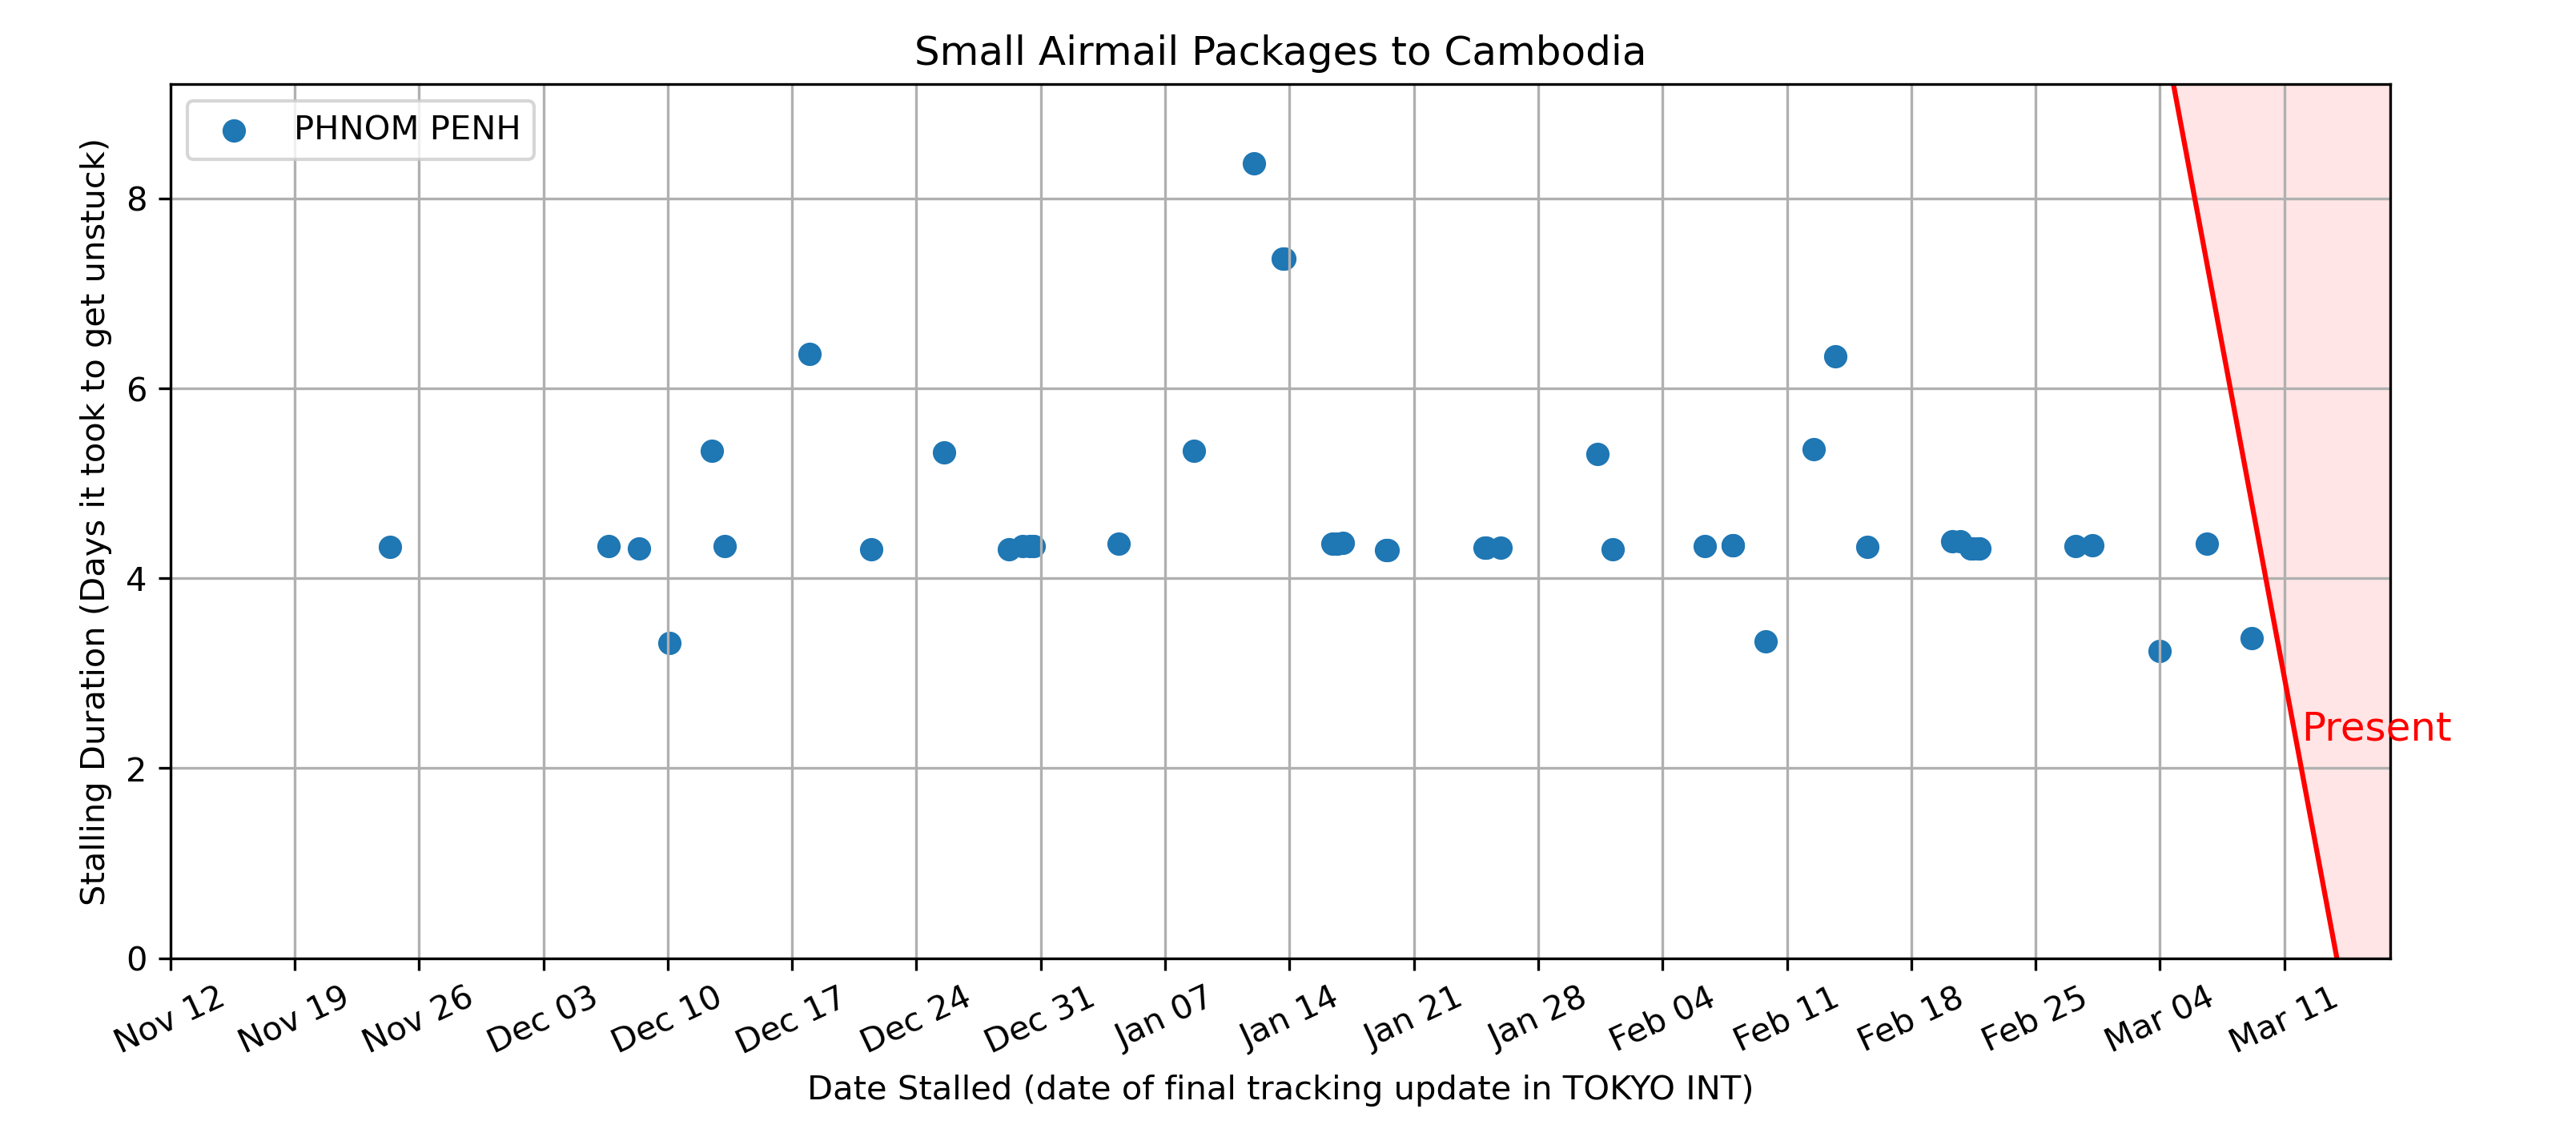 Small Airmail Packages to Cambodia
PHNOM PENH
Stalling Duration (Days it took to get unstuck)
8
6
4
2
0
Present
Nov 12
Nov 19
Nov 26
Dec 03
Dec 10
Dec 17
Dec 24
Dec 31
Jan 07
Jan 14
Jan 21
Jan 28
Feb 04
Feb 11
Feb 18
Feb 25
Mar 04
Mar 11
Date Stalled (date of final tracking update in TOKYO INT)